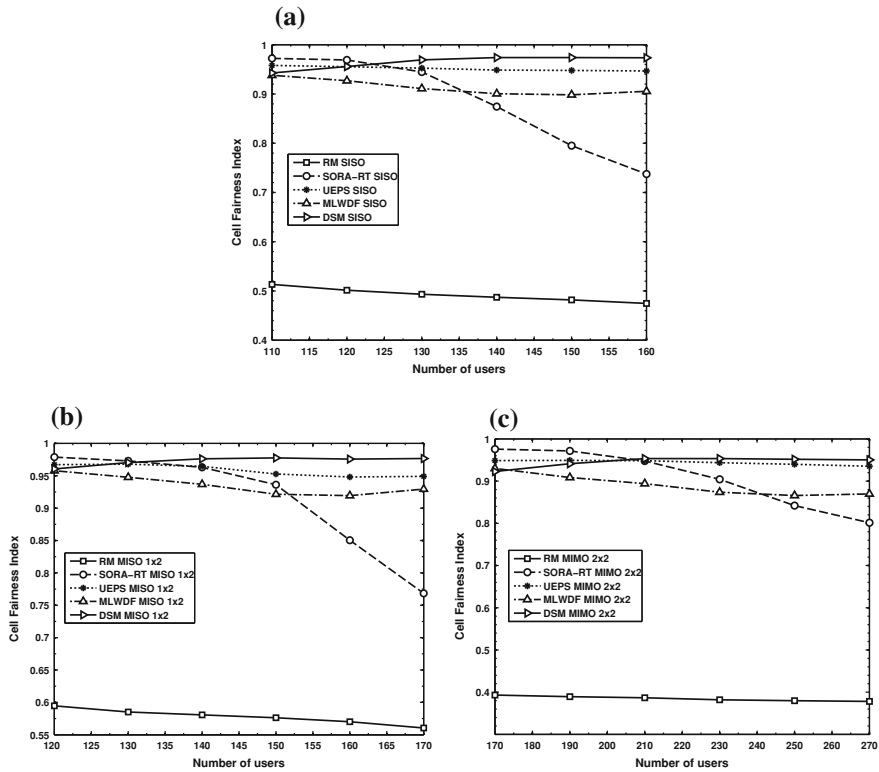 (a)
1
0.9
0.8
0.7
0.6
0.5
0.4
Cell Fairness Index
RM SISO
SORA−RT SISO
UEPS SISO
MLWDF SISO
DSM SISO
110 115 120 125 130 135 140 145 150 155 160
Number of users
(b)
1
0.95
0.9
0.85
0.8
0.75
0.7
0.65
0.6
0.55
Cell Fairness Index
RM MISO 1x2
SORA−RT MISO 1x2
UEPS MISO 1x2
MLWDF MISO 1x2
DSM MISO 1x2
120 125 130 135 140 145 150 155 160 165 170
Number of users
(c)
1
0.9
0.8
0.7
0.6
0.5
0.4
Cell Fairness Index
RM MIMO 2x2
SORA−RT MIMO 2x2
UEPS MIMO 2x2
MLWDF MIMO 2x2
DSM MIMO 2x2
170 180 190 200 210 220 230 240 250 260 270
Number of users